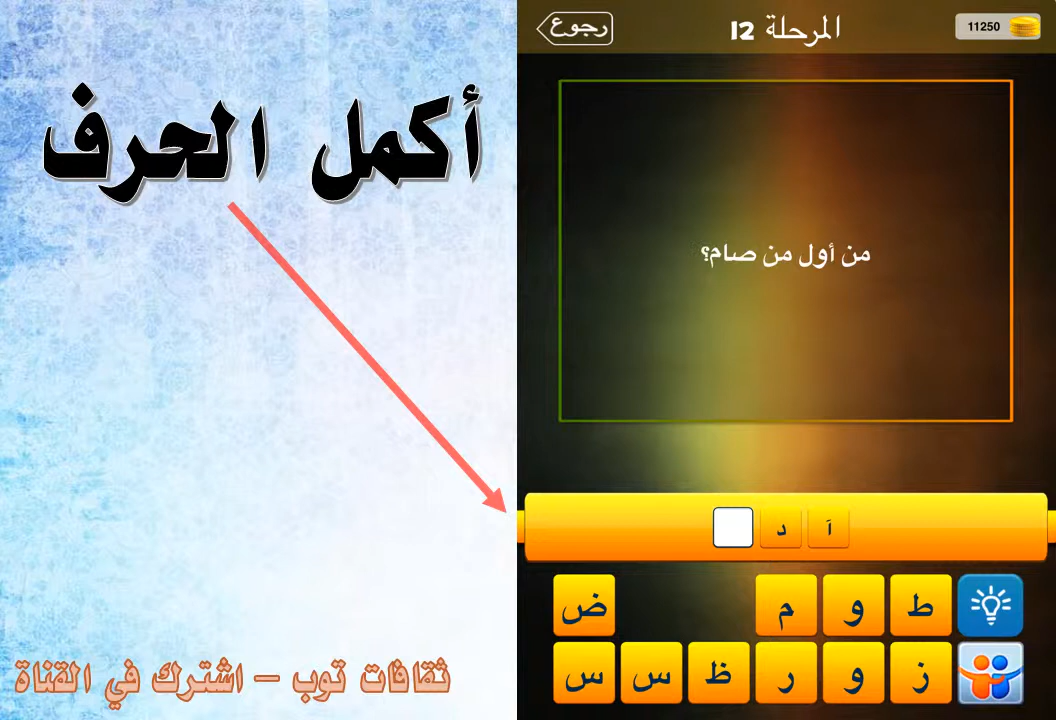 أكمل الحرف
ثقافات توب – اشترك في القناة
رجوع
المرحلة 12
11250
من أول من صام؟
آ د
ط و م ض
ز و ر ظ س س